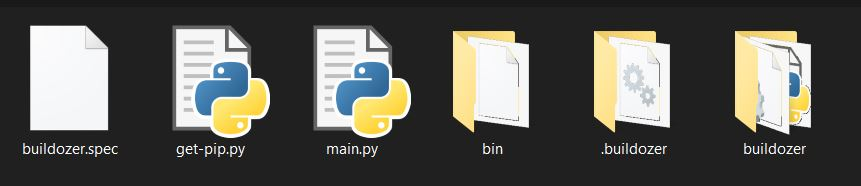 buildozer.spec
get-pip.py
main.py
bin
.buildozer
buildozer